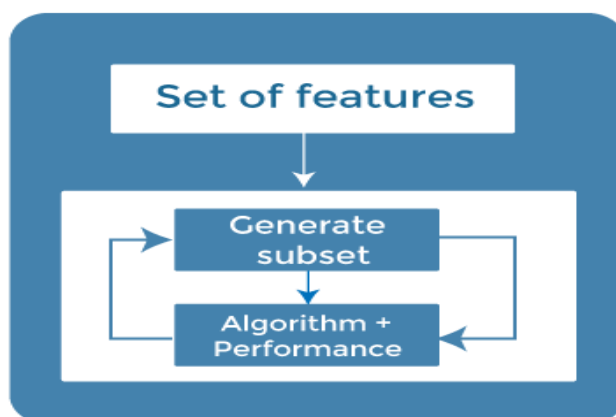 Set of features
Generate
subset
Algorithm +
Performance